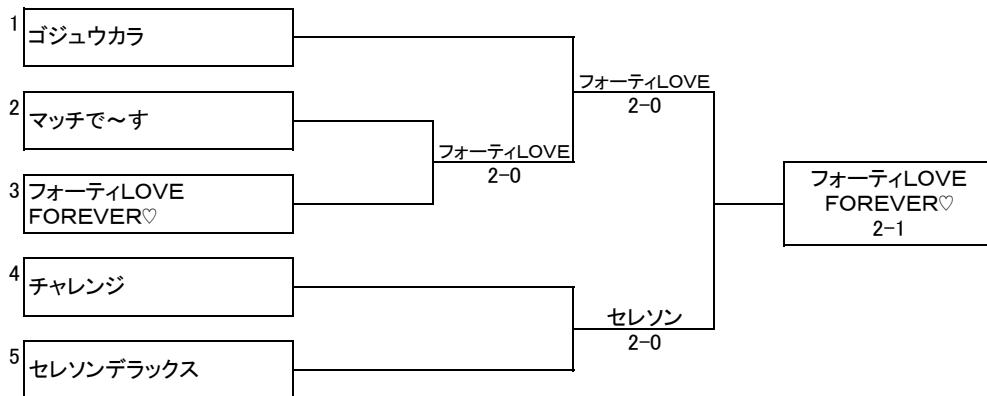 1
ゴジュウカラ
2
マッチで～す
3
フォーティLOVE
FOREVER♡
4
チャレンジ
5
セレソンデラックス
フォーティLOVE
2-0
フォーティLOVE
2-0
セレソン
2-0
フォーティLOVE
FOREVER♡
2-1